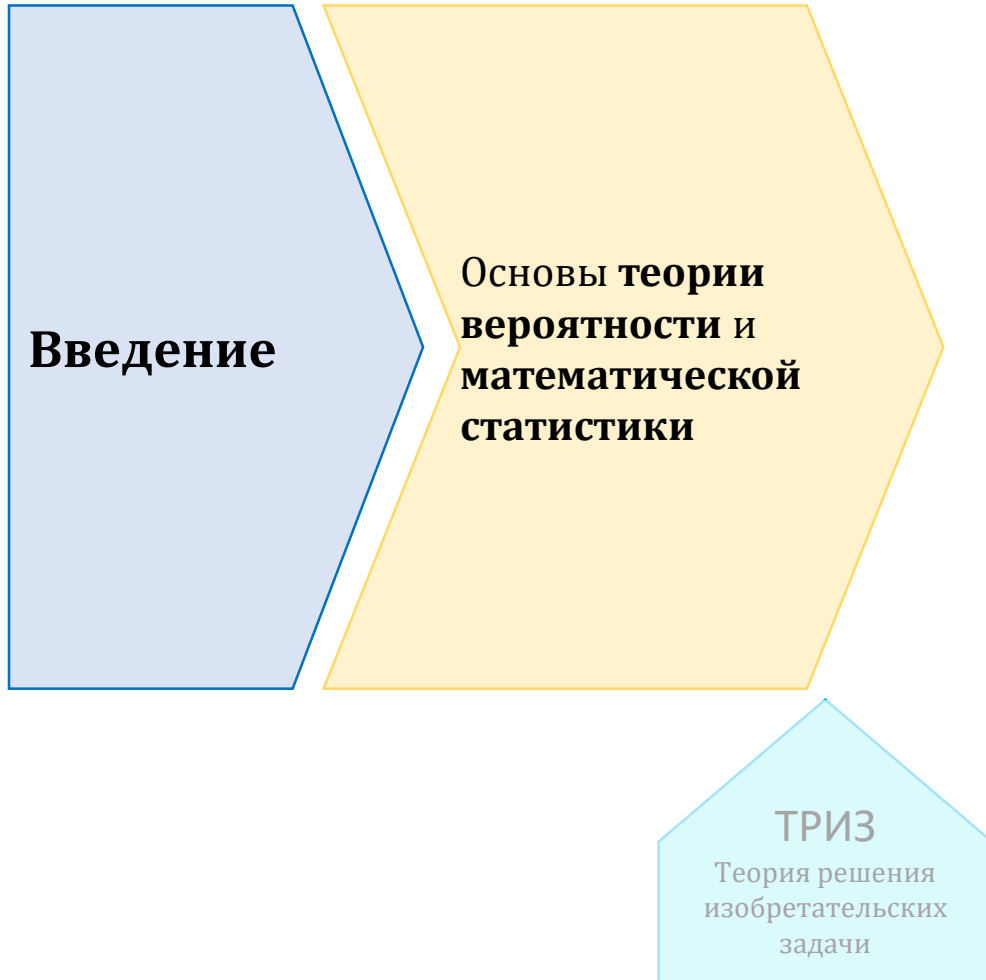 Введение
Основы теории
вероятности и
математической
статистики
ТРИЗ
Теория решения
изобретательских
задачи